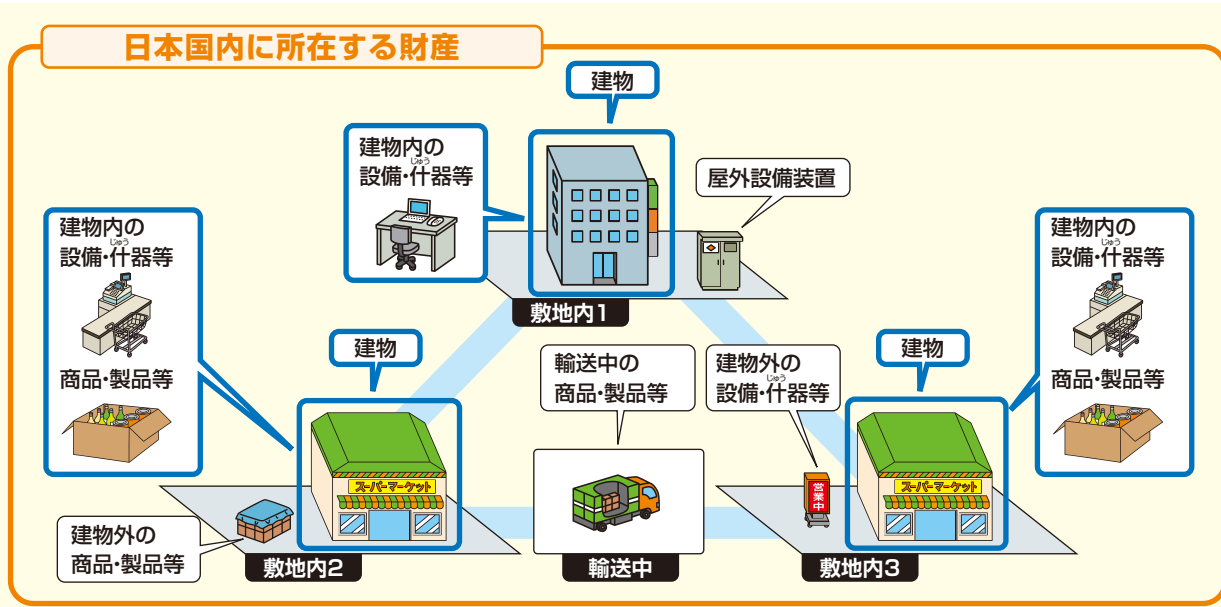 日本国内に所在する財産
建物
建物内の
設備・什器等
じゅう
屋外設備装置
敷地内1
建物内の
設備・什器等
じゅう
商品・製品等
建物
スーパーマーケット
建物外の
商品・製品等
敷地内2
輸送中の
商品・製品等
輸送中
建物外の
設備・什器等
じゅう
営業中
建物
スーパーマーケット
敷地内3
建物内の
設備・什器等
じゅう
商品・製品等